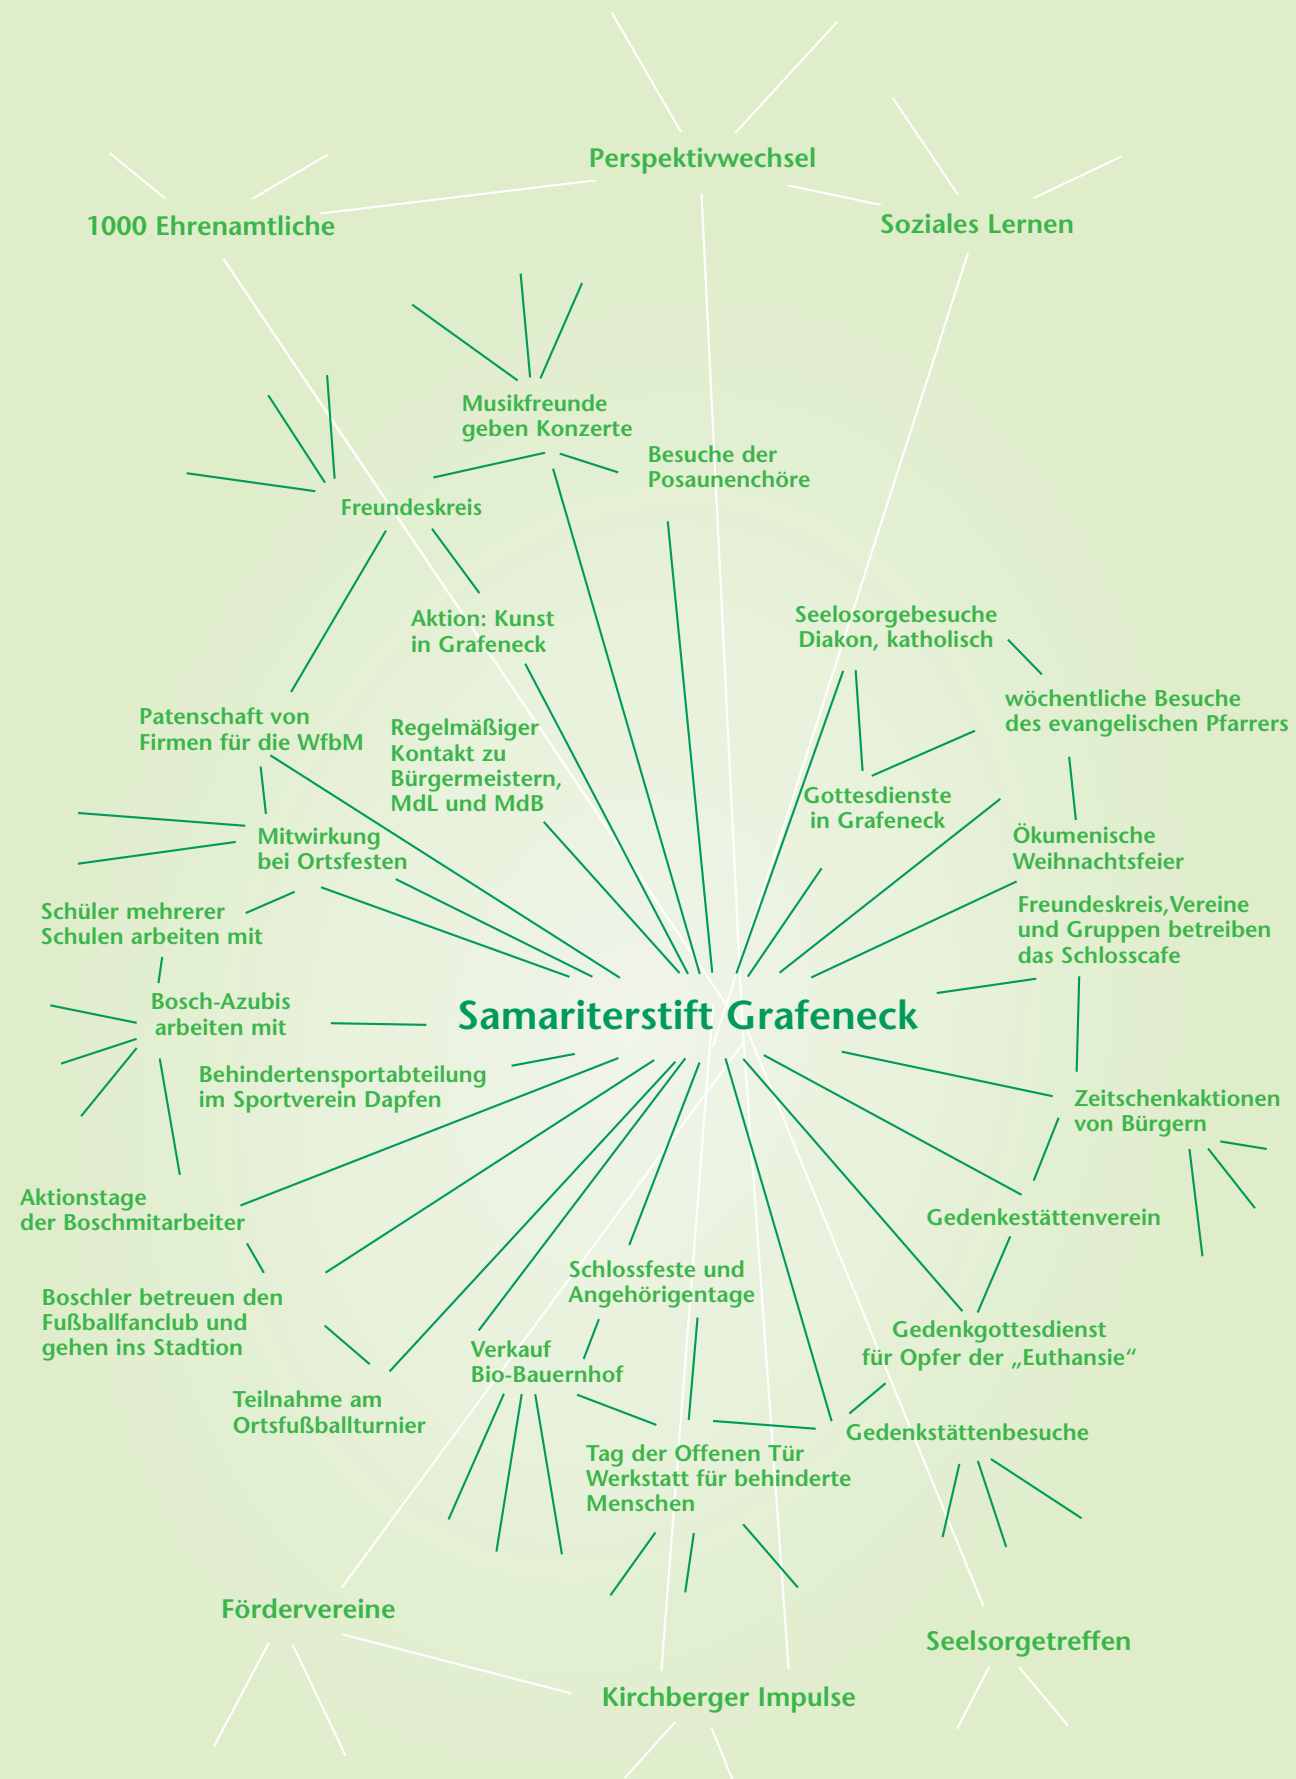 Perspektivwechsel
1000 Ehrenamtliche
Soziales Lernen
Musikfreunde
geben Konzerte
Besuche der
Posaunenchöre
Freundeskreis
Aktion: Kunst
in Grafeneck
Seelosorgebesuche
Diakon, katholisch
wöchentliche Besuche
des evangelischen Pfarrers
Patenschaft von
Firmen für die WfbM
Regelmäßiger
Kontakt zu
Bürgermeistern,
MdL und MdB
Gottesdienste
in Grafeneck
Mitwirkung
bei Ortsfesten
Ökumenische
Weihnachtsfeier
Schüler mehrerer
Schulen arbeiten mit
Freundeskreis,Vereine
und Gruppen betreiben
das Schlosscafe
Bosch-Azubis
arbeiten mit
Samariterstift Grafeneck
Behindertensportabteilung
im Sportverein Dapfen
Zeitschenkaktionen
von Bürgern
Aktionstage
der Boschmitarbeiter
Gedenkestättenverein
Schlossfeste und
Angehörigentage
Boschler betreuen den
Fußballfanclub und
gehen ins Stadtion
Verkauf
Bio-Bauernhof
Gedenkgottesdienst
für Opfer der „Euthansie“
Teilnahme am
Ortsfußballturnier
Gedenkstättenbesuche
Tag der Offenen Tür
Werkstatt für behinderte
Menschen
Fördervereine
Seelsorgetreffen
Kirchberger Impulse